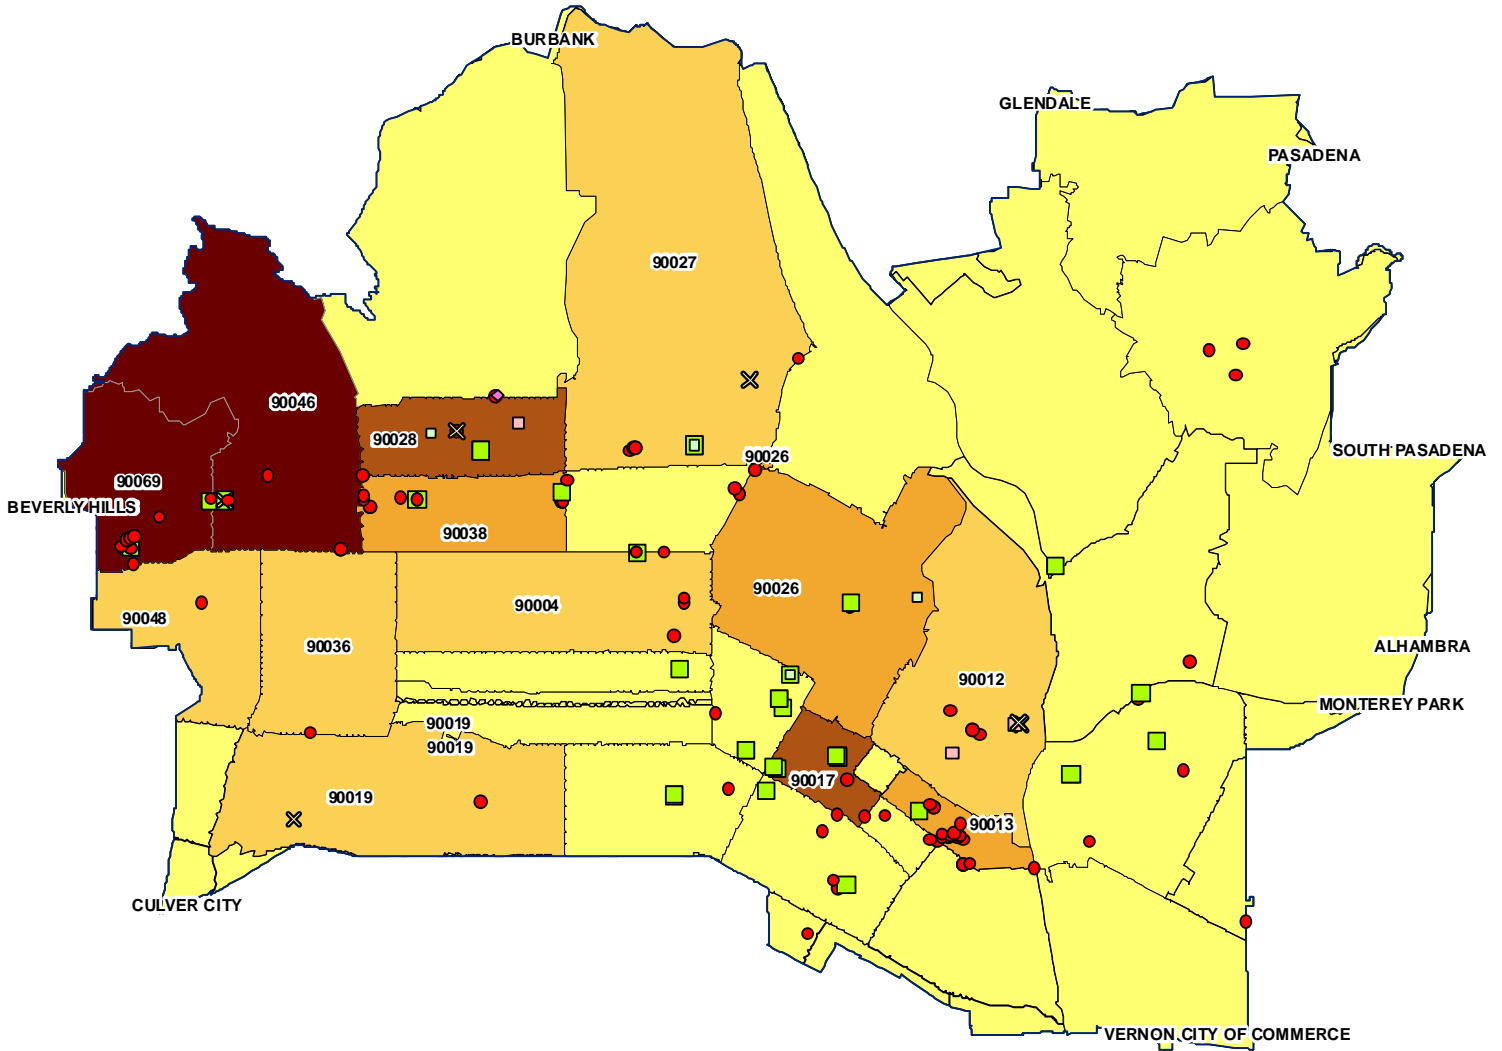 BURBANK
GLENDALE
PASADENA
90027
90046
90028
SOUTH PASADENA
90026
90069
BEVERLY HILLS
90038
90026
90004
90048
90036
ALHAMBRA
90012
MONTEREY PARK
90019
90019
90017
90019
90013
CULVER CITY
VERNON CITY OF COMMERCE